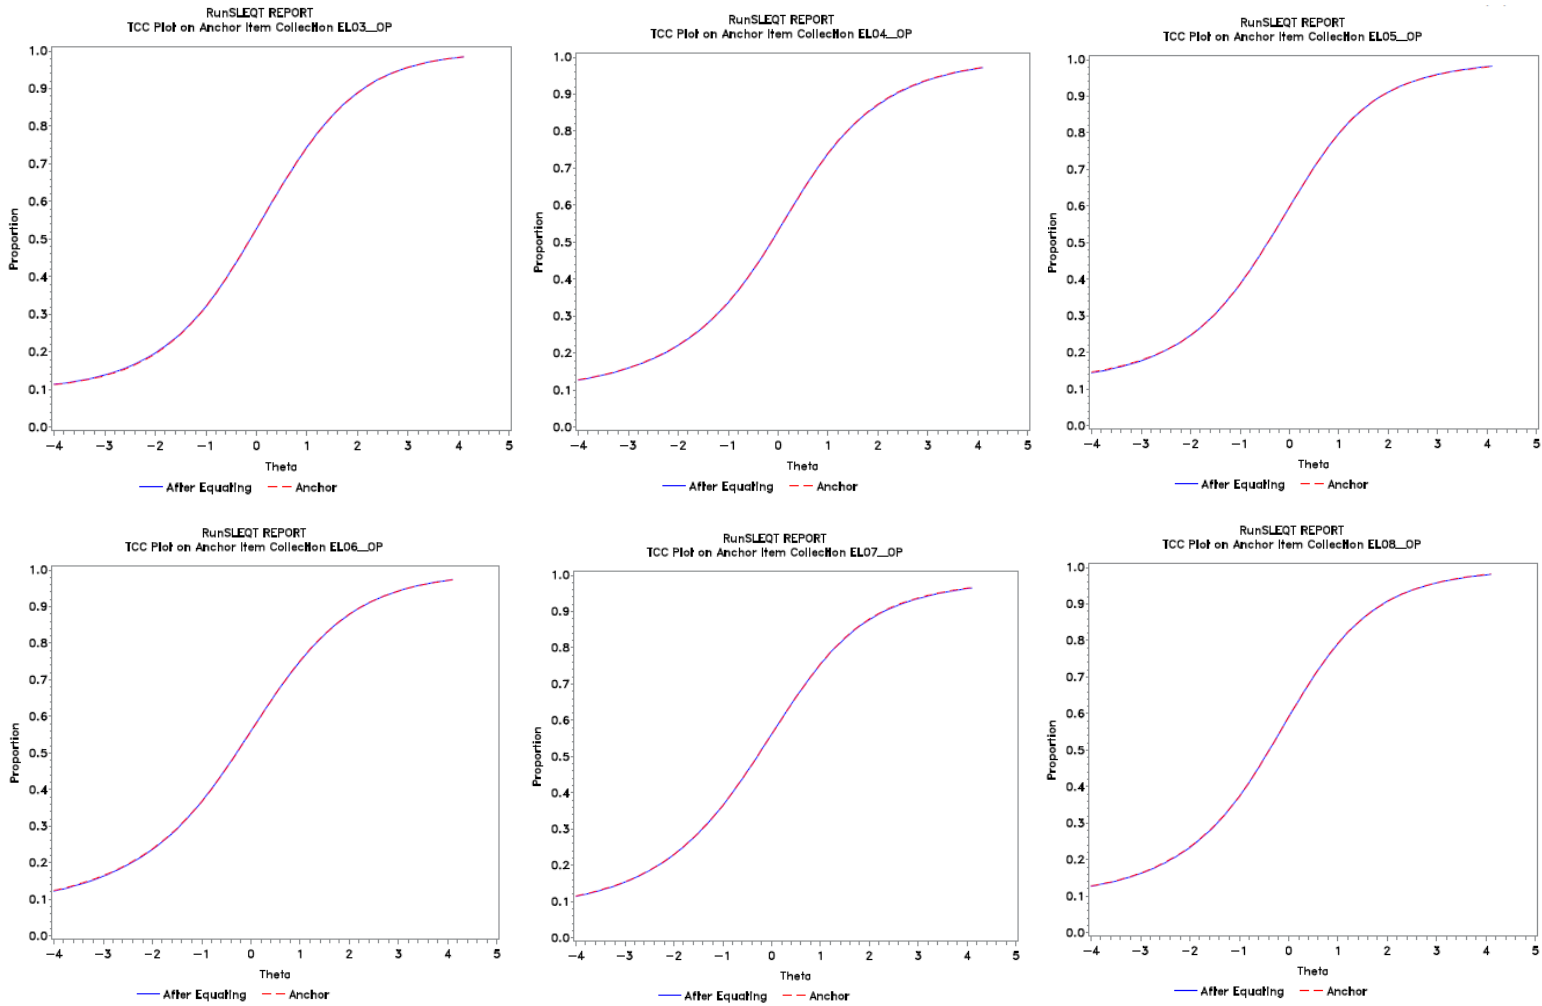 RunSLEQT REPORT
TCC Plot on Anchor Item Collection EL03__OP
1.0
0.9
0.8
0.7
0.6
0.5
0.4
0.3
0.2
0.1
0.0
Proportion
−4 −3 −2 −1 0 1 2 3 4 5
Theta
After Equating Anchor
RunSLEQT REPORT
TCC Plot on Anchor Item Collection EL04__OP
1.0
0.9
0.8
0.7
0.6
0.5
0.4
0.3
0.2
0.1
0.0
Proportion
−4 −3 −2 −1 0 1 2 3 4 5
Theta
After Equating Anchor
RunSLEQT REPORT
TCC Plot on Anchor Item Collection EL05__OP
1.0
0.9
0.8
0.7
0.6
0.5
0.4
0.3
0.2
0.1
0.0
Proportion
−4 −3 −2 −1 0 1 2 3 4 5
Theta
After Equating Anchor
RunSLEQT REPORT
TCC Plot on Anchor Item Collection EL06__OP
1.0
0.9
0.8
0.7
0.6
0.5
0.4
0.3
0.2
0.1
0.0
Proportion
−4 −3 −2 −1 0 1 2 3 4 5
Theta
After Equating Anchor
RunSLEQT REPORT
TCC Plot on Anchor Item Collection EL07__OP
1.0
0.9
0.8
0.7
0.6
0.5
0.4
0.3
0.2
0.1
0.0
Proportion
−4 −3 −2 −1 0 1 2 3 4 5
Theta
After Equating Anchor
RunSLEQT REPORT
TCC Plot on Anchor Item Collection EL08__OP
1.0
0.9
0.8
0.7
0.6
0.5
0.4
0.3
0.2
0.1
0.0
Proportion
−4 −3 −2 −1 0 1 2 3 4 5
Theta
After Equating Anchor